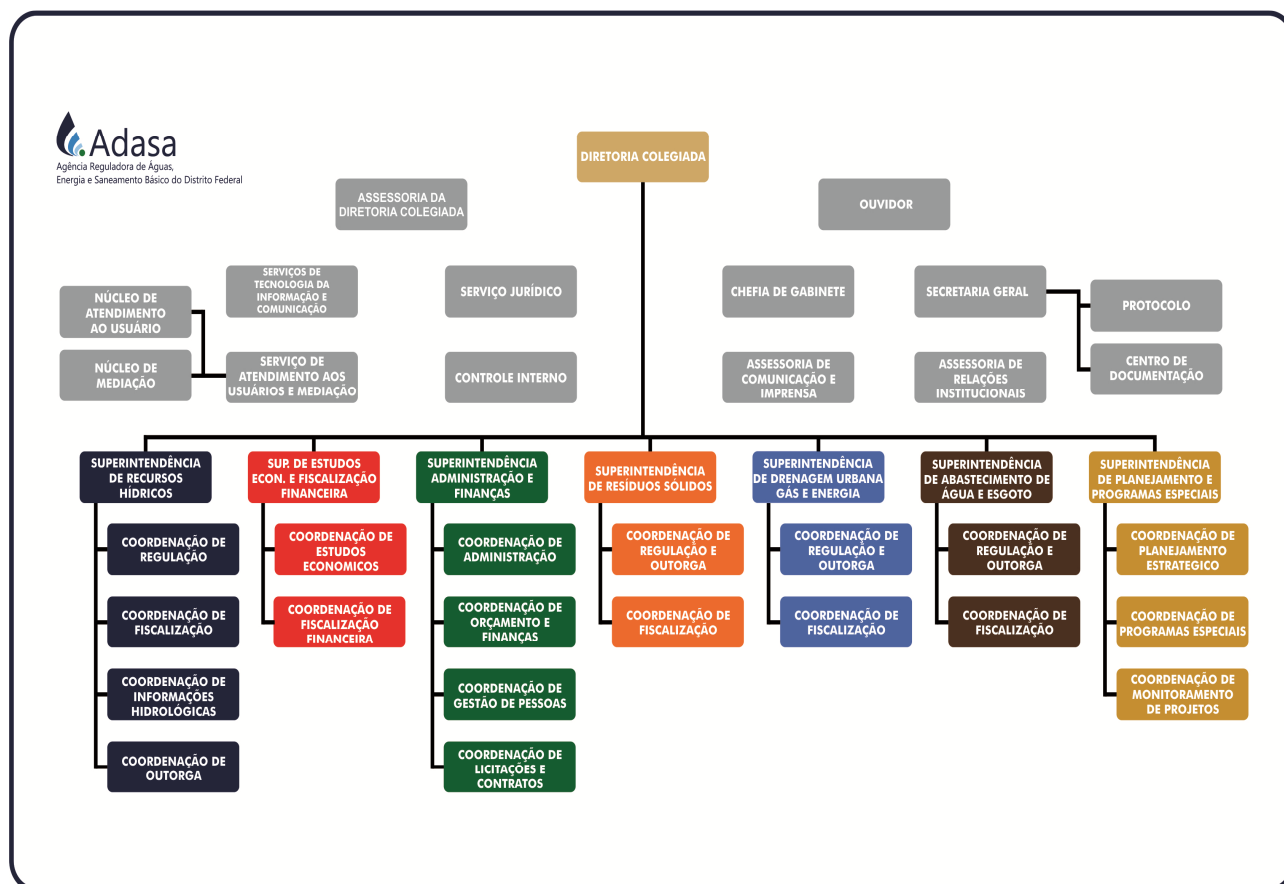 Adasa
Agência Reguladora de Águas,
Energia e Saneamento Básico do Distrito Federal
DIRETORIA COLEGIADA
ASSESSORIA DA
DIRETORIA COLEGIADA
OUVIDOR
NÚCLEO DE
ATENDIMENTO
AO USUÁRIO
SERVIÇOS DE
TECNOLOGIA DA
INFORMAÇÃO E
COMUNICAÇÃO
SERVIÇO JURÍDICO
CHEFIA DE GABINETE
SECRETARIA GERAL
PROTOCOLO
NÚCLEO DE
MEDIAÇÃO
SERVIÇO DE
ATENDIMENTO AOS
USUÁRIOS E MEDIAÇÃO
CONTROLE INTERNO
ASSESSORIA DE
COMUNICAÇÃO E
IMPRENSA
ASSESSORIA DE
RELAÇÕES
INSTITUCIONAIS
CENTRO DE
DOCUMENTAÇÃO
SUPERINTENDÊNCIA
DE RECURSOS
HÍDRICOS
COORDENAÇÃO DE
REGULAÇÃO
COORDENAÇÃO DE
FISCALIZAÇÃO
COORDENAÇÃO DE
INFORMAÇÕES
HIDROLÓGICAS
COORDENAÇÃO DE
OUTORGA
SUP. DE ESTUDOS
ECON. E FISCALIZAÇÃO
FINANCEIRA
COORDENAÇÃO DE
ESTUDOS
ECONOMICOS
COORDENAÇÃO DE
FISCALIZAÇÃO
FINANCEIRA
SUPERINTENDÊNCIA
ADMINISTRAÇÃO E
FINANÇAS
COORDENAÇÃO DE
ADMINISTRAÇÃO
COORDENAÇÃO DE
ORÇAMENTO E
FINANÇAS
COORDENAÇÃO DE
GESTÃO DE PESSOAS
COORDENAÇÃO DE
LICITAÇÕES E
CONTRATOS
SUPERINTENDÊNCIA
DE RESÍDUOS SÓLIDOS
COORDENAÇÃO DE
REGULAÇÃO E
OUTORGA
COORDENAÇÃO DE
FISCALIZAÇÃO
SUPERINTENDÊNCIA
DE DRENAGEM URBANA
GÁS E ENERGIA
COORDENAÇÃO DE
REGULAÇÃO E
OUTORGA
COORDENAÇÃO DE
FISCALIZAÇÃO
SUPERINTENDÊNCIA
DE ABASTECIMENTO DE
ÁGUA E ESGOTO
COORDENAÇÃO DE
REGULAÇÃO E
OUTORGA
COORDENAÇÃO DE
FISCALIZAÇÃO
SUPERINTENDÊNCIA
DE PLANEJAMENTO E
PROGRAMAS ESPECIAIS
COORDENAÇÃO DE
PLANEJAMENTO
ESTRATEGICO
COORDENAÇÃO DE
PROGRAMAS ESPECIAIS
COORDENAÇÃO DE
MONITORAMENTO
DE PROJETOS